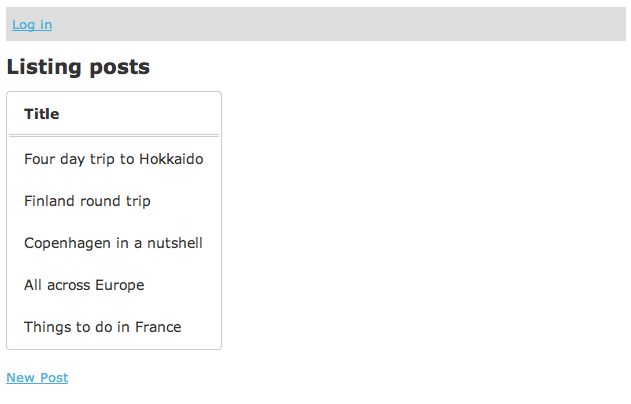 Log in
Listing posts
Title
Four day trip to Hokkaido
Finland round trip
Copenhagen in a nutshell
All across Europe
Things to do in France
New Post